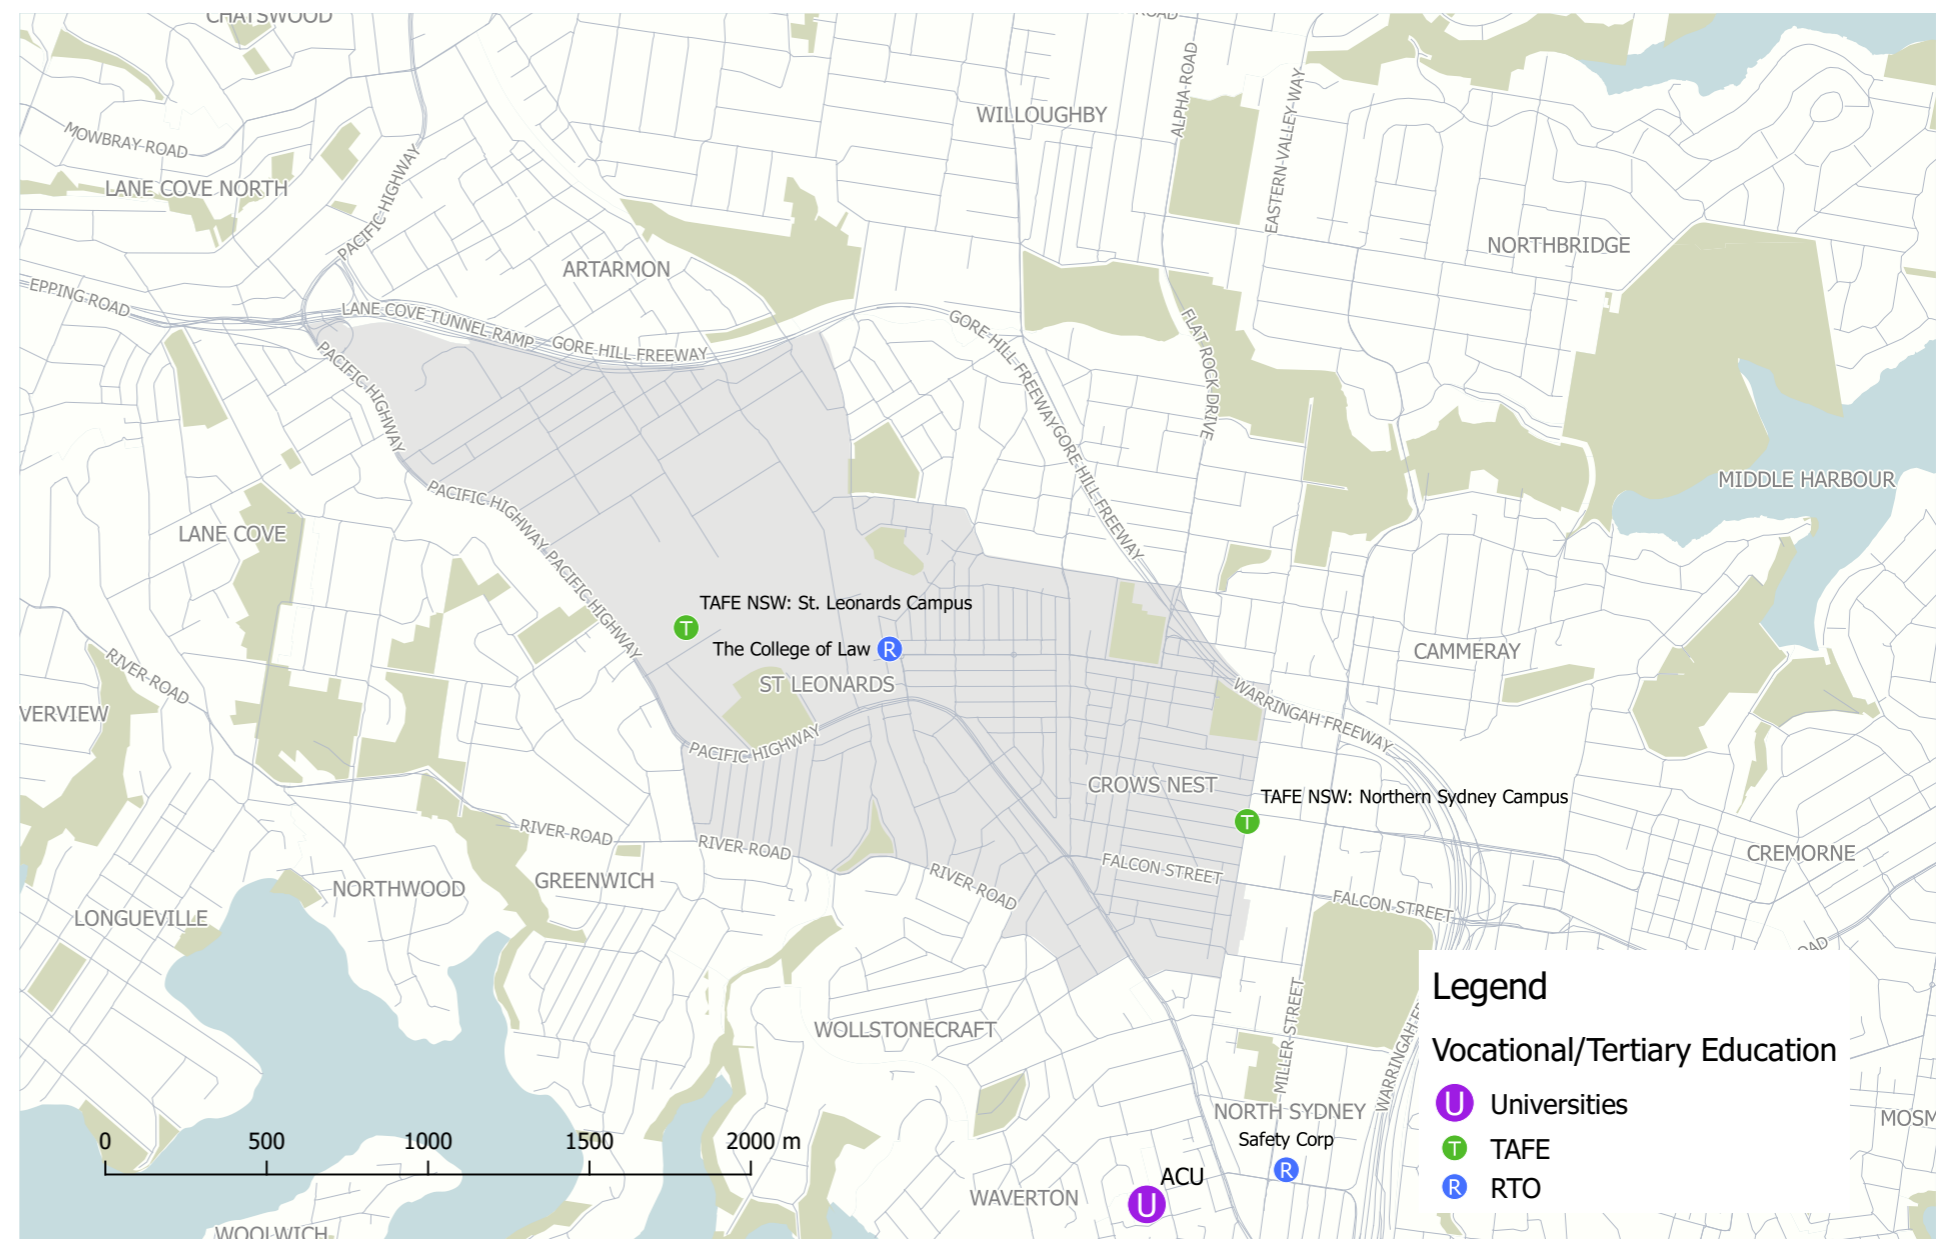 CHATSWOOD
ROAD
MOWBRAY ROAD
WILLOUGHBY
ALPHA-ROAD
EASTERN-VALLEY-WAY
PACIFIC-HIGHWAY
LANE COVE NORTH
NORTHBRIDGE
ARTARMON
EPPING ROAD
LANE COVE TUNNEL RAMP
GORE HILL FREEWAY
GORE HILL FREEWAY
FLAT ROCK DRIVE
PACIFIC HIGHWAY
GORE HILL FREEWAY
MIDDLE HARBOUR
PACIFIC HIGHWAY
PACIFIC HIGHWAY
LANE COVE
TAFE NSW: St. Leonards Campus
T
The College of Law
R
CAMMERAY
RIVER-ROAD
ST LEONARDS
WARRINGAH FREEWAY
VERVIEW
PACIFIC HIGHWAY
CROWS NEST
TAFE NSW: Northern Sydney Campus
T
RIVER-ROAD
RIVER-ROAD
FALCON-STREET
CREMORNE
NORTHWOOD
GREENWICH
RIVER-ROAD
FALCON STREET
LONGUEVILLE
OAD
WOLLSTONECRAFT
MILLER-STREET
WARRINGAH-F
Legend
Vocational/Tertiary Education
U Universities
T TAFE
R RTO
NORTH SYDNEY
Safety Corp
R
MOSM
0 500 1000 1500 2000 m
ACU
U
WAVERTON
WOOLWICH